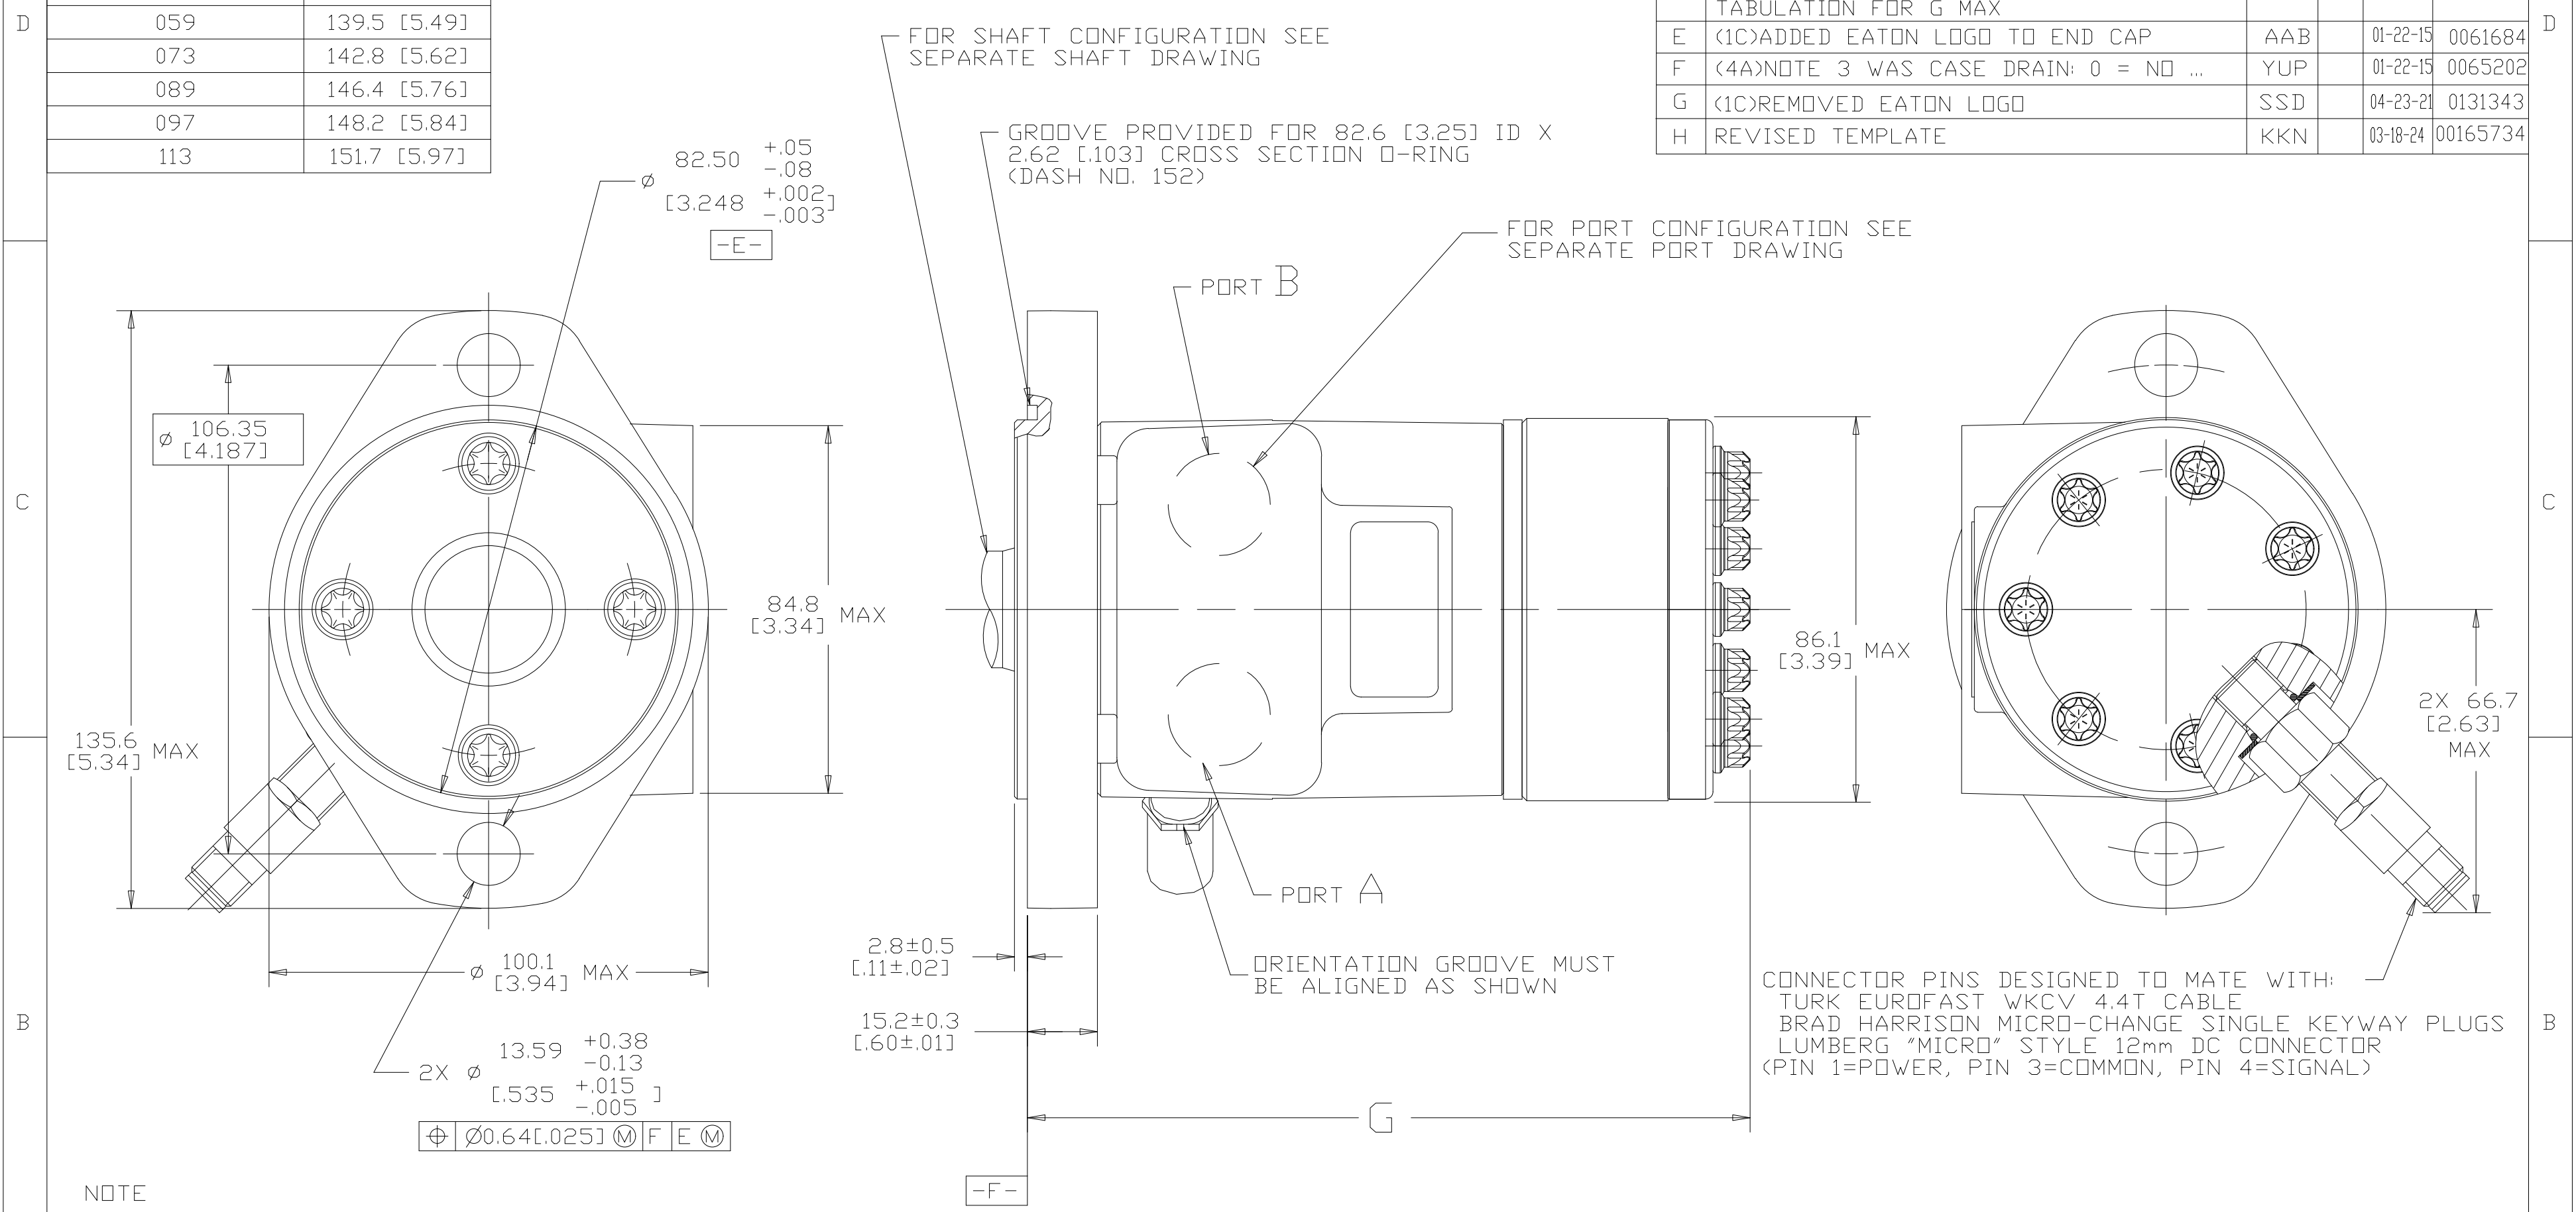 D
059 139.5 [5.49]
073 142.8 [5.62]
089 146.4 [5.76]
097 148.2 [5.84]
113 151.7 [5.97]
TABULATION FOR G MAX
E (1C)ADDED EATON LOGO TO END CAP AAB 01-22-15 0061684
F (4A)NOTE 3 WAS CASE DRAIN: 0 = NO ... YUP 01-22-15 0065202
G (1C)REMOVED EATON LOGO SSD 04-23-21 0131343
H REVISED TEMPLATE KKN 03-18-24 00165734
D
FOR SHAFT CONFIGURATION SEE
SEPARATE SHAFT DRAWING
GROOVE PROVIDED FOR 82.6 [3.25] ID X
2.62 [.103] CROSS SECTION O-RING
(DASH NO. 152)
Ø 82.50 +.05 -.08
[3.248 +.002 -.003]
-E-
FOR PORT CONFIGURATION SEE
SEPARATE PORT DRAWING
PORT B
Ø 106.35
[4.187]
C
C
84.8
[3.34] MAX
86.1
[3.39] MAX
135.6
[5.34] MAX
2X 66.7
[2.63]
MAX
PORT A
Ø 100.1
[3.94] MAX
2.8±0.5
[.11±.02]
ORIENTATION GROOVE MUST
BE ALIGNED AS SHOWN
15.2±0.3
[.60±.01]
CONNECTOR PINS DESIGNED TO MATE WITH:
TURK EUROFAST WKCV 4.4T CABLE
BRAD HARRISON MICRO-CHANGE SINGLE KEYWAY PLUGS
LUMBERG "MICRO" STYLE 12mm DC CONNECTOR
(PIN 1=POWER, PIN 3=COMMON, PIN 4=SIGNAL)
B
B
2X Ø 13.59 +0.38 -0.13
[.535 +.015 -.005 ]
⌖ Ø0.64[.025] Ⓜ F E Ⓜ
G
-F-
NOTE